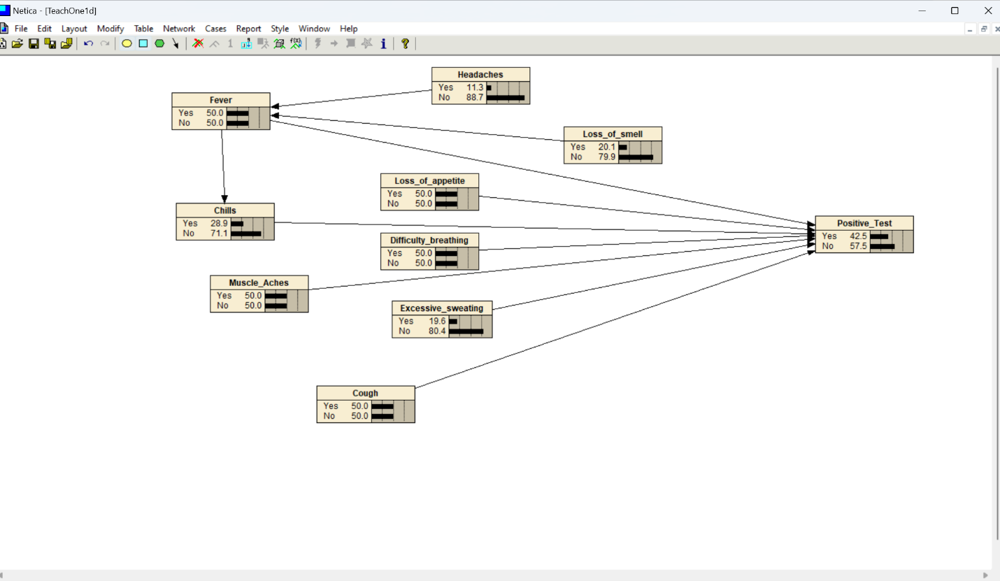 Netica - [TeachOne1d]
File Edit Layout Modify Table Network Cases Report Style Window Help
1 f(x) i ?
Headaches
Yes 11.3
No 88.7
Fever
Yes 50.0
No 50.0
Loss_of_smell
Yes 20.1
No 79.9
Loss_of_appetite
Yes 50.0
No 50.0
Chills
Yes 28.9
No 71.1
Positive_Test
Yes 42.5
No 57.5
Difficulty_breathing
Yes 50.0
No 50.0
Muscle_Aches
Yes 50.0
No 50.0
Excessive_sweating
Yes 19.6
No 80.4
Cough
Yes 50.0
No 50.0